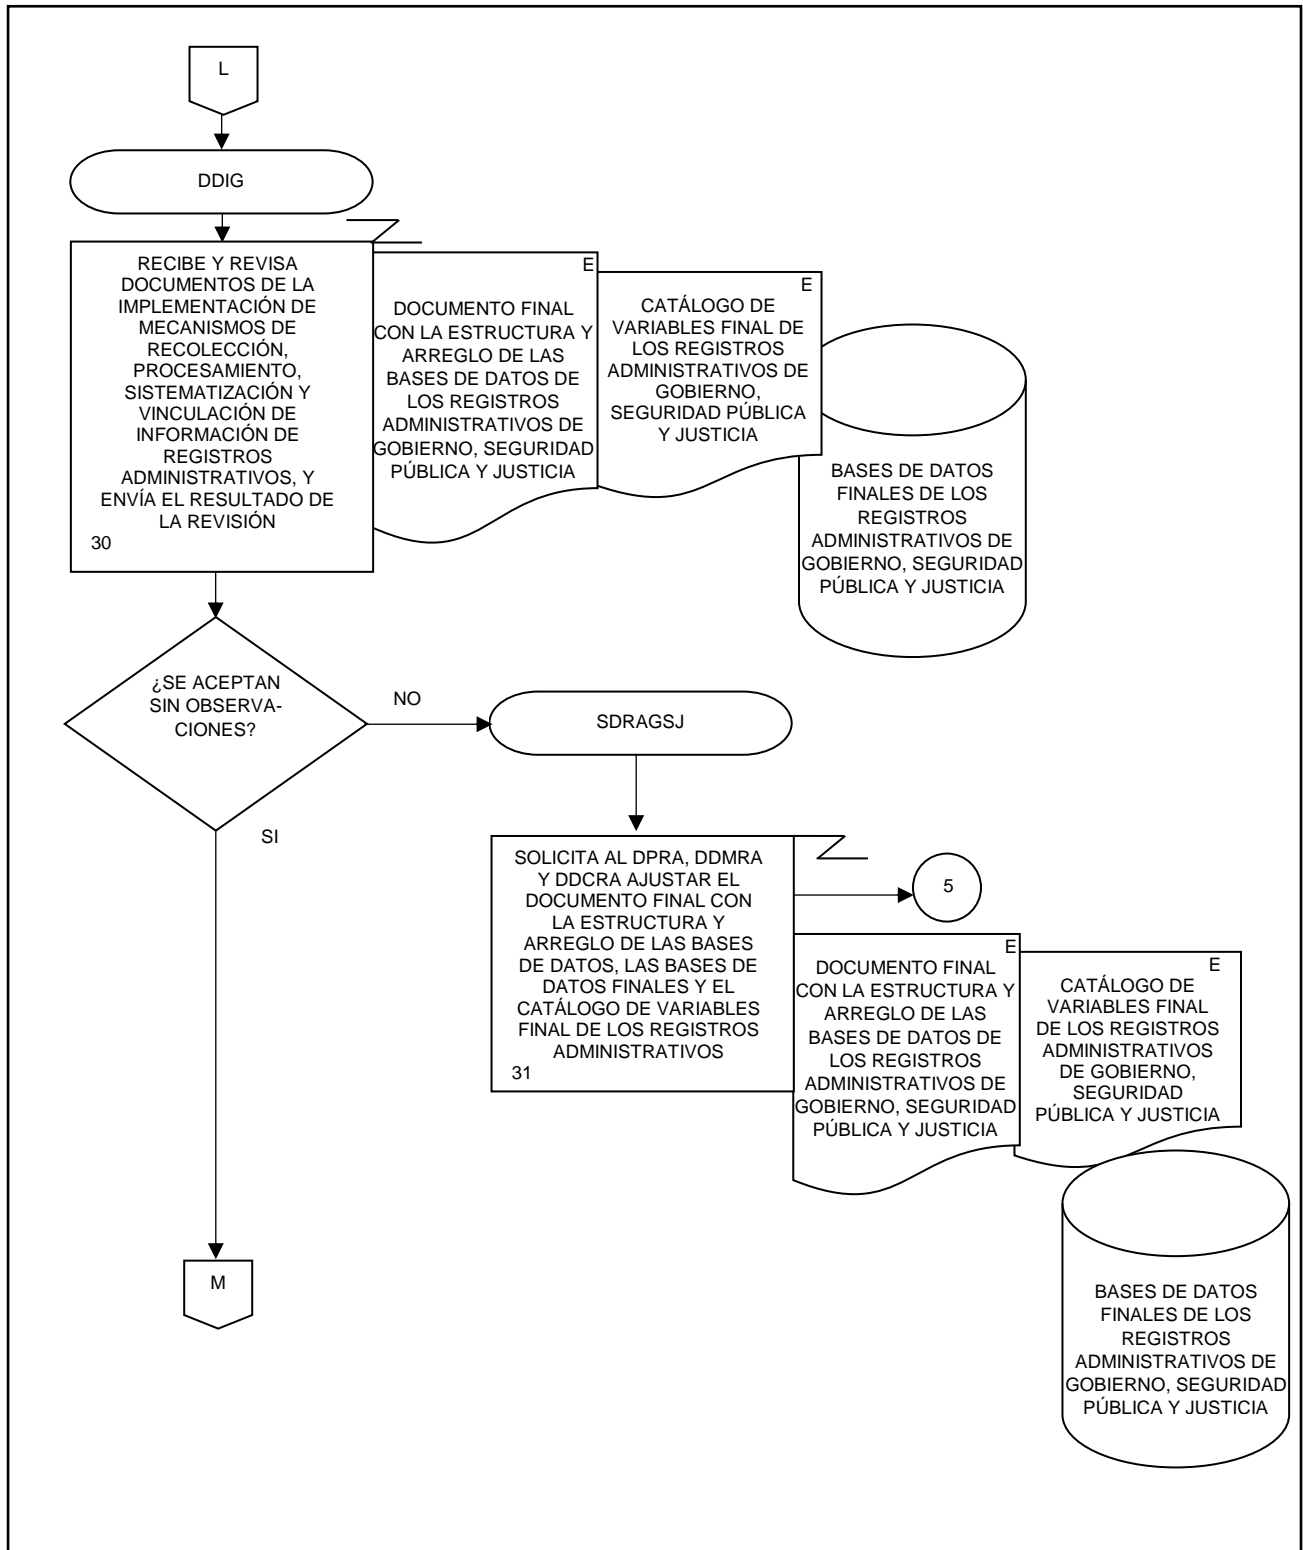 L
DDIG
RECIBE Y REVISA
DOCUMENTOS DE LA
IMPLEMENTACIÓN DE
MECANISMOS DE
RECOLECCIÓN,
PROCESAMIENTO,
SISTEMATIZACIÓN Y
VINCULACIÓN DE
INFORMACIÓN DE
REGISTROS
ADMINISTRATIVOS, Y
ENVÍA EL RESULTADO DE
LA REVISIÓN
30
E
DOCUMENTO FINAL
CON LA ESTRUCTURA Y
ARREGLO DE LAS
BASES DE DATOS DE
LOS REGISTROS
ADMINISTRATIVOS DE
GOBIERNO, SEGURIDAD
PÚBLICA Y JUSTICIA
E
CATÁLOGO DE
VARIABLES FINAL DE
LOS REGISTROS
ADMINISTRATIVOS DE
GOBIERNO,
SEGURIDAD PÚBLICA
Y JUSTICIA
BASES DE DATOS
FINALES DE LOS
REGISTROS
ADMINISTRATIVOS DE
GOBIERNO, SEGURIDAD
PÚBLICA Y JUSTICIA
¿SE ACEPTAN
SIN OBSERVA-
CIONES?
NO
SDRAGSJ
SI
SOLICITA AL DPRA, DDMRA
Y DDCRA AJUSTAR EL
DOCUMENTO FINAL CON
LA ESTRUCTURA Y
ARREGLO DE LAS BASES
DE DATOS, LAS BASES DE
DATOS FINALES Y EL
CATÁLOGO DE VARIABLES
FINAL DE LOS REGISTROS
ADMINISTRATIVOS
31
5
E
DOCUMENTO FINAL
CON LA ESTRUCTURA Y
ARREGLO DE LAS
BASES DE DATOS DE
LOS REGISTROS
ADMINISTRATIVOS DE
GOBIERNO, SEGURIDAD
PÚBLICA Y JUSTICIA
E
CATÁLOGO DE
VARIABLES FINAL
DE LOS REGISTROS
ADMINISTRATIVOS
DE GOBIERNO,
SEGURIDAD
PÚBLICA Y JUSTICIA
BASES DE DATOS
FINALES DE LOS
REGISTROS
ADMINISTRATIVOS DE
GOBIERNO, SEGURIDAD
PÚBLICA Y JUSTICIA
M